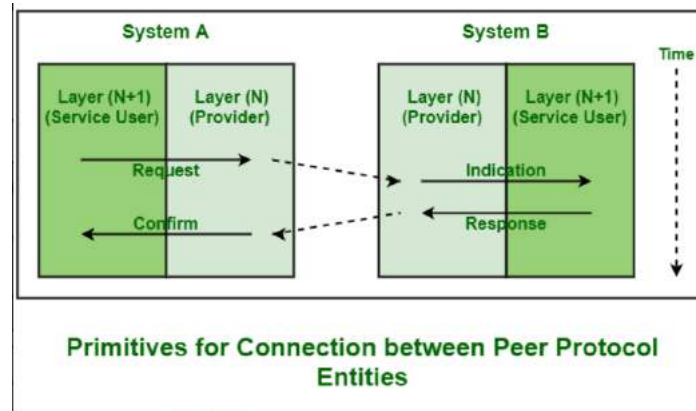 System A
System B
Time
Layer (N+1)
(Service User)
Layer (N)
(Provider)
Layer (N)
(Provider)
Layer (N+1)
(Service User)
Request
Indication
Confirm
Response
Primitives for Connection between Peer Protocol
Entities